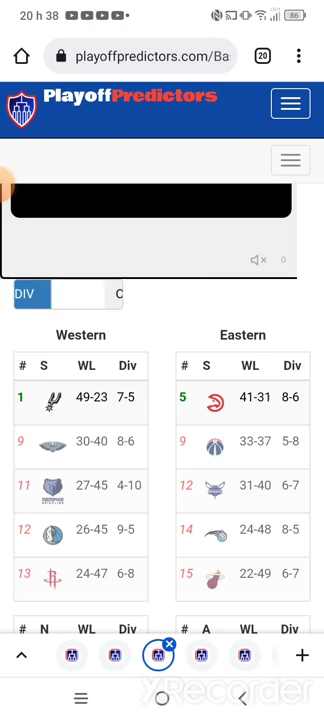 20 h 38
86
playoffpredictors.com/Ba
20
PlayoffPredictors
0
DIV C
Western
# S WL Div
1 49-23 7-5
9 30-40 8-6
11 MEMPHIS 27-45 4-10
12 26-45 9-5
13 24-47 6-8
# N WL Div
Eastern
# S WL Div
5 41-31 8-6
9 33-37 5-8
12 31-40 6-7
14 24-48 8-5
15 22-49 6-7
# A WL Div
XRecorder